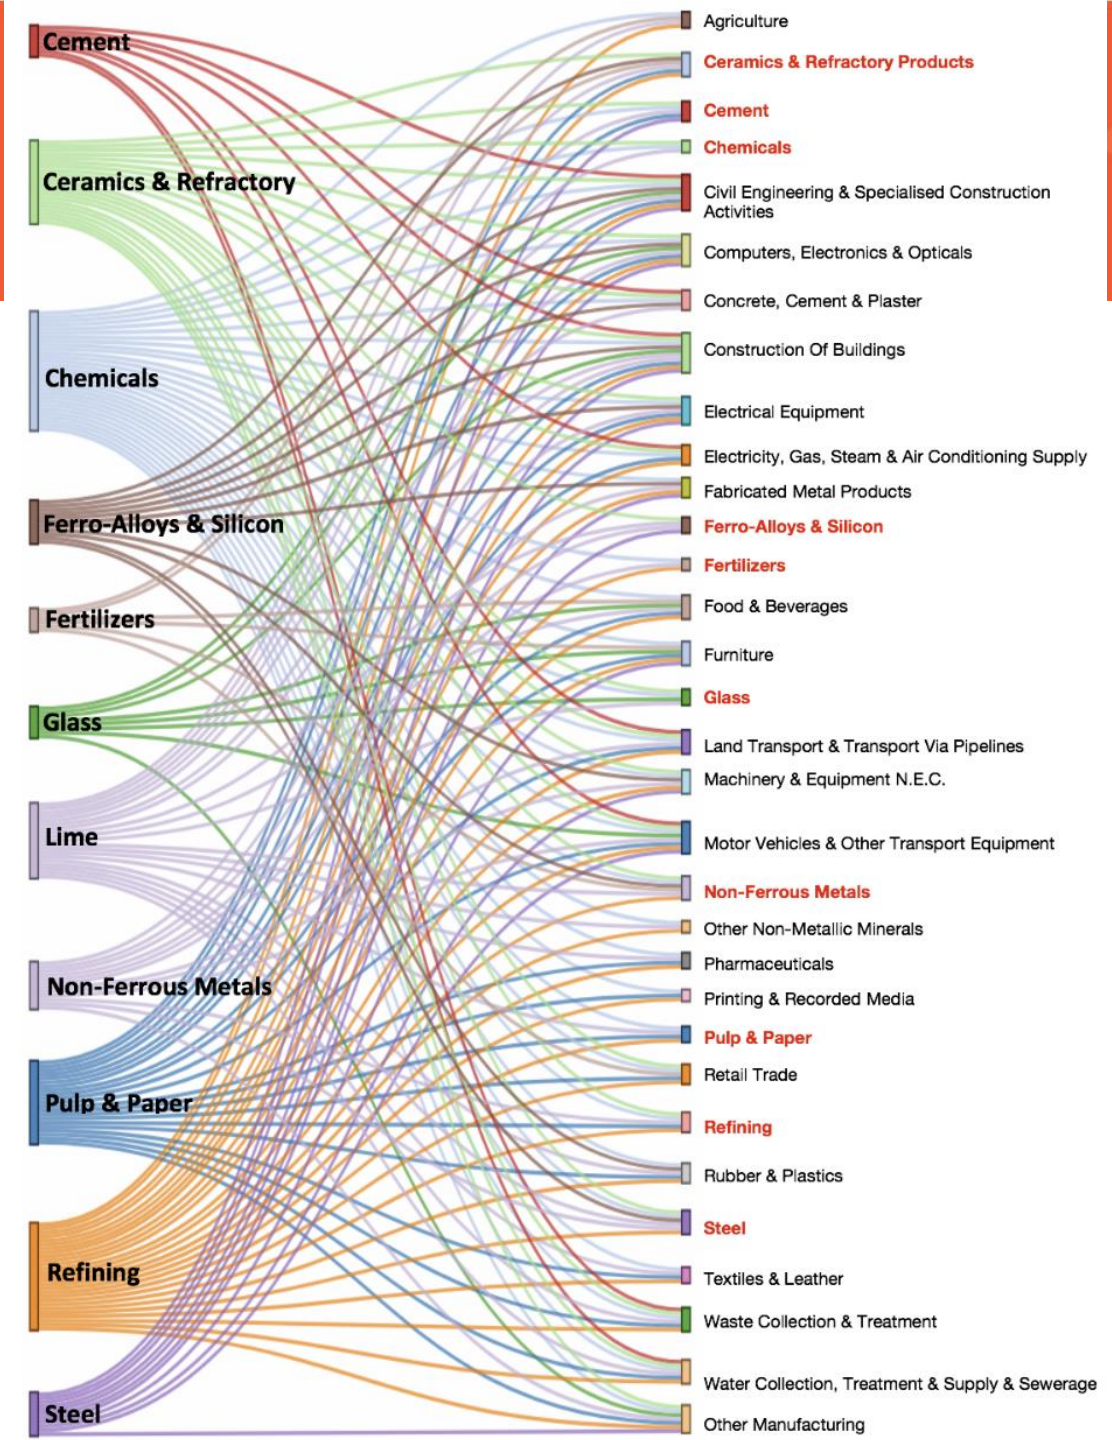 Cement
Ceramics & Refractory
Chemicals
Ferro-Alloys & Silicon
Fertilizers
Glass
Lime
Non-Ferrous Metals
Pulp & Paper
Refining
Steel
Agriculture
Ceramics & Refractory Products
Cement
Chemicals
Civil Engineering & Specialised Construction
Activities
Computers, Electronics & Opticals
Concrete, Cement & Plaster
Construction Of Buildings
Electrical Equipment
Electricity, Gas, Steam & Air Conditioning Supply
Fabricated Metal Products
Ferro-Alloys & Silicon
Fertilizers
Food & Beverages
Furniture
Glass
Land Transport & Transport Via Pipelines
Machinery & Equipment N.E.C.
Motor Vehicles & Other Transport Equipment
Non-Ferrous Metals
Other Non-Metallic Minerals
Pharmaceuticals
Printing & Recorded Media
Pulp & Paper
Retail Trade
Refining
Rubber & Plastics
Steel
Textiles & Leather
Waste Collection & Treatment
Water Collection, Treatment & Supply & Sewerage
Other Manufacturing